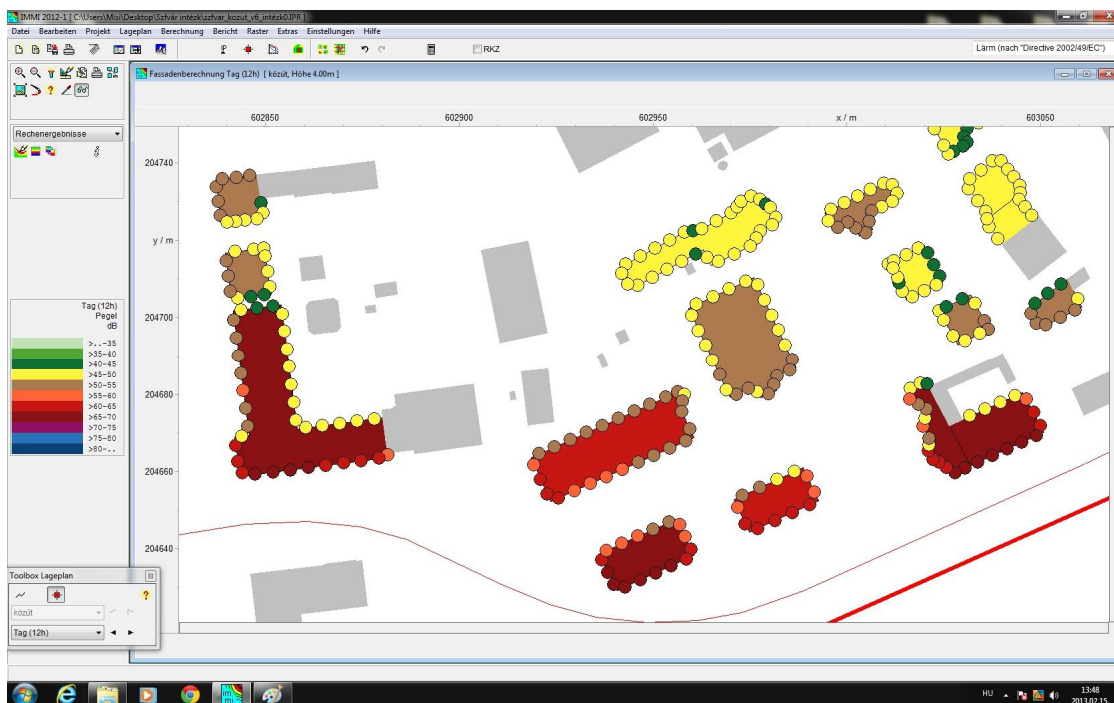 IMMI 2012-1 [ C:\Users\Misi\Desktop\Szfvár intézk\szfvar_kozut_v6_intézk0.IPR ]
Datei Bearbeiten Projekt Lageplan Berechnung Bericht Raster Extras Einstellungen Hilfe
RKZ
Lärm (nach "Directive 2002/49/EC")
Fassadenberechnung Tag (12h) [ közút, Höhe 4.00m ]
602850 602900 602950 x / m 603050
Rechenergebnisse
204740
y / m
204700
204680
204660
204640
Tag (12h)
Pegel
dB
>..-35
>35-40
>40-45
>45-50
>50-55
>55-60
>60-65
>65-70
>70-75
>75-80
>80-..
Toolbox Lageplan
közút
Tag (12h)
HU
13:48
2013.02.15.